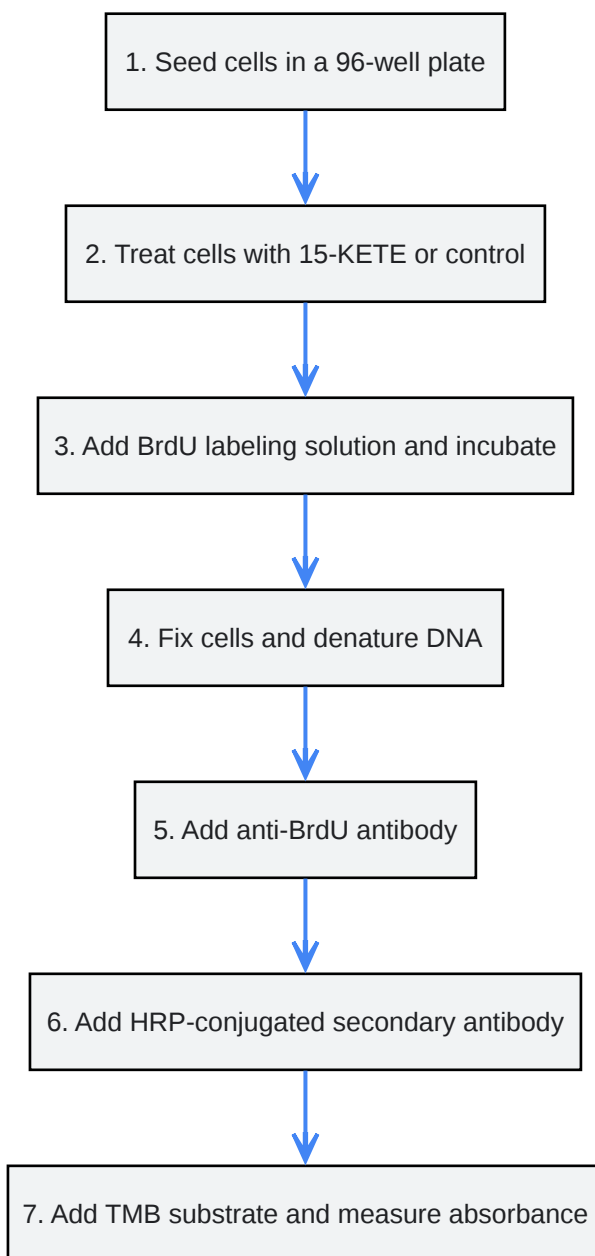 1. Seed cells in a 96-well plate
2. Treat cells with 15-KETE or control
3. Add BrdU labeling solution and incubate
4. Fix cells and denature DNA
5. Add anti-BrdU antibody
6. Add HRP-conjugated secondary antibody
7. Add TMB substrate and measure absorbance